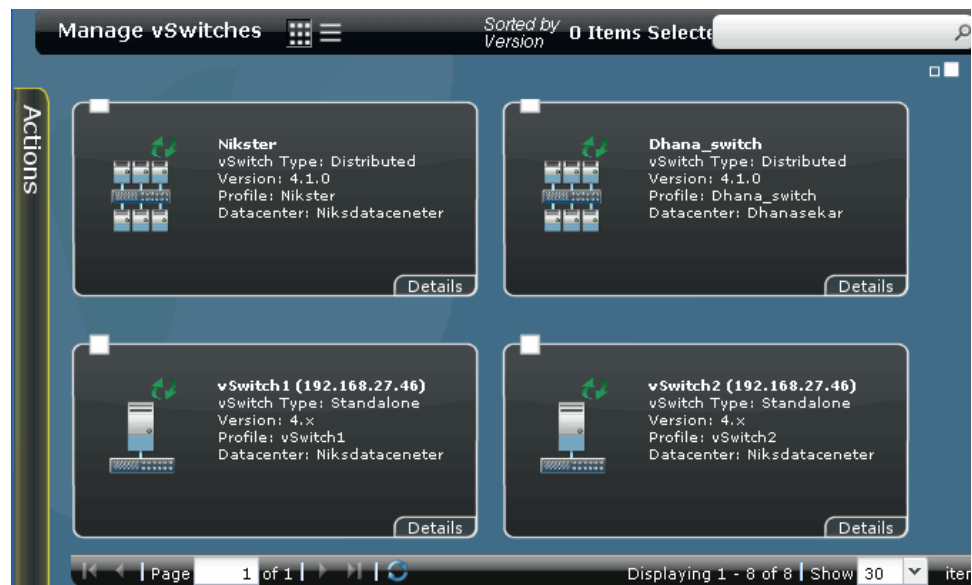 Manage vSwitches
Sorted by
Version
0 Items Selecte
Actions
Nikster
vSwitch Type: Distributed
Version: 4.1.0
Profile: Nikster
Datacenter: Niksdataceneter
Details
Dhana_switch
vSwitch Type: Distributed
Version: 4.1.0
Profile: Dhana_switch
Datacenter: Dhanasekar
Details
vSwitch1 (192.168.27.46)
vSwitch Type: Standalone
Version: 4.x
Profile: vSwitch1
Datacenter: Niksdataceneter
Details
vSwitch2 (192.168.27.46)
vSwitch Type: Standalone
Version: 4.x
Profile: vSwitch2
Datacenter: Niksdataceneter
Details
Page 1 of 1 Displaying 1 - 8 of 8 Show 30 iter